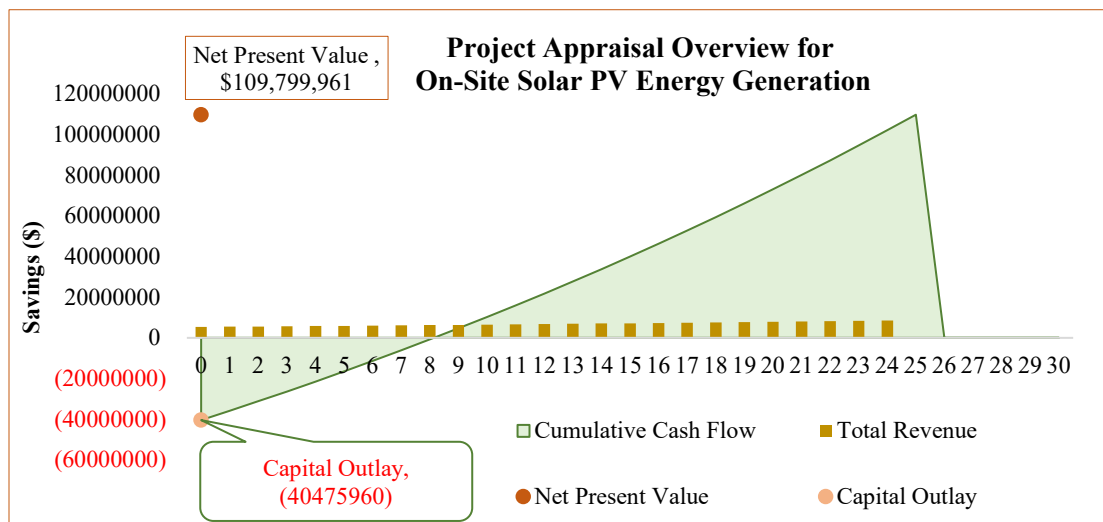 Net Present Value ,
$109,799,961
Project Appraisal Overview for
On-Site Solar PV Energy Generation
Savings ($)
120000000
100000000
80000000
60000000
40000000
20000000
0
(20000000)
(40000000)
(60000000)
0 1 2 3 4 5 6 7 8 9 10 11 12 13 14 15 16 17 18 19 20 21 22 23 24 25 26 27 28 29 30
Capital Outlay,
(40475960)
Cumulative Cash Flow
Total Revenue
Net Present Value
Capital Outlay